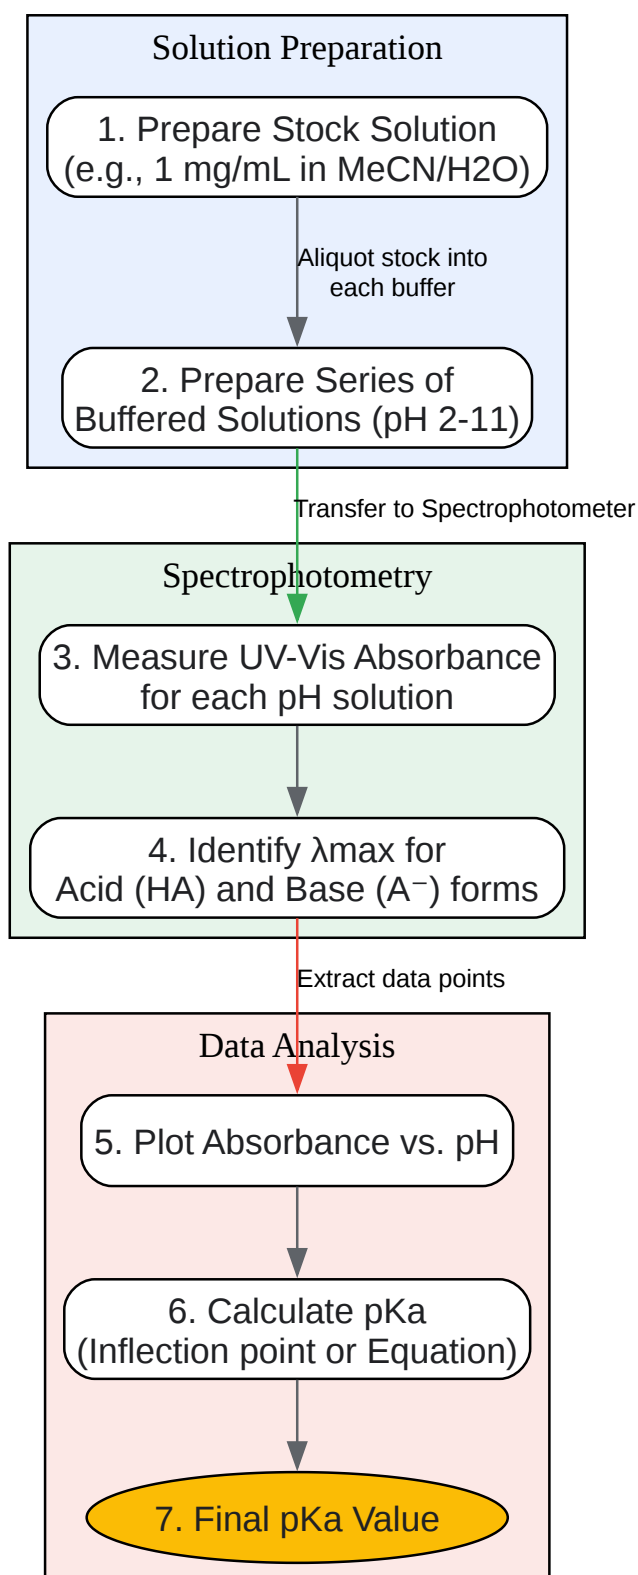 Solution Preparation
1. Prepare Stock Solution
(e.g., 1 mg/mL in MeCN/H2O)
Aliquot stock into
each buffer
2. Prepare Series of
Buffered Solutions (pH 2-11)
Transfer to Spectrophotometer
Spectrophotometry
3. Measure UV-Vis Absorbance
for each pH solution
4. Identify λmax for
Acid (HA) and Base (A⁻) forms
Extract data points
Data Analysis
5. Plot Absorbance vs. pH
6. Calculate pKa
(Inflection point or Equation)
7. Final pKa Value